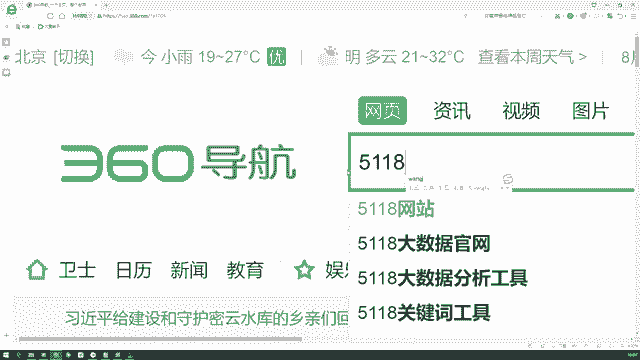 北京 [切换] 今 小雨 19~27°C 优 明 多云 21~32°C 查看本周天气 > 8月
网页 资讯 视频 图片
360导航
5118
wang
5118网站
5118大数据官网
5118大数据分析工具
5118关键词工具
卫士 日历 新闻 教育 娱乐
习近平给建设和守护密云水库的乡亲们回